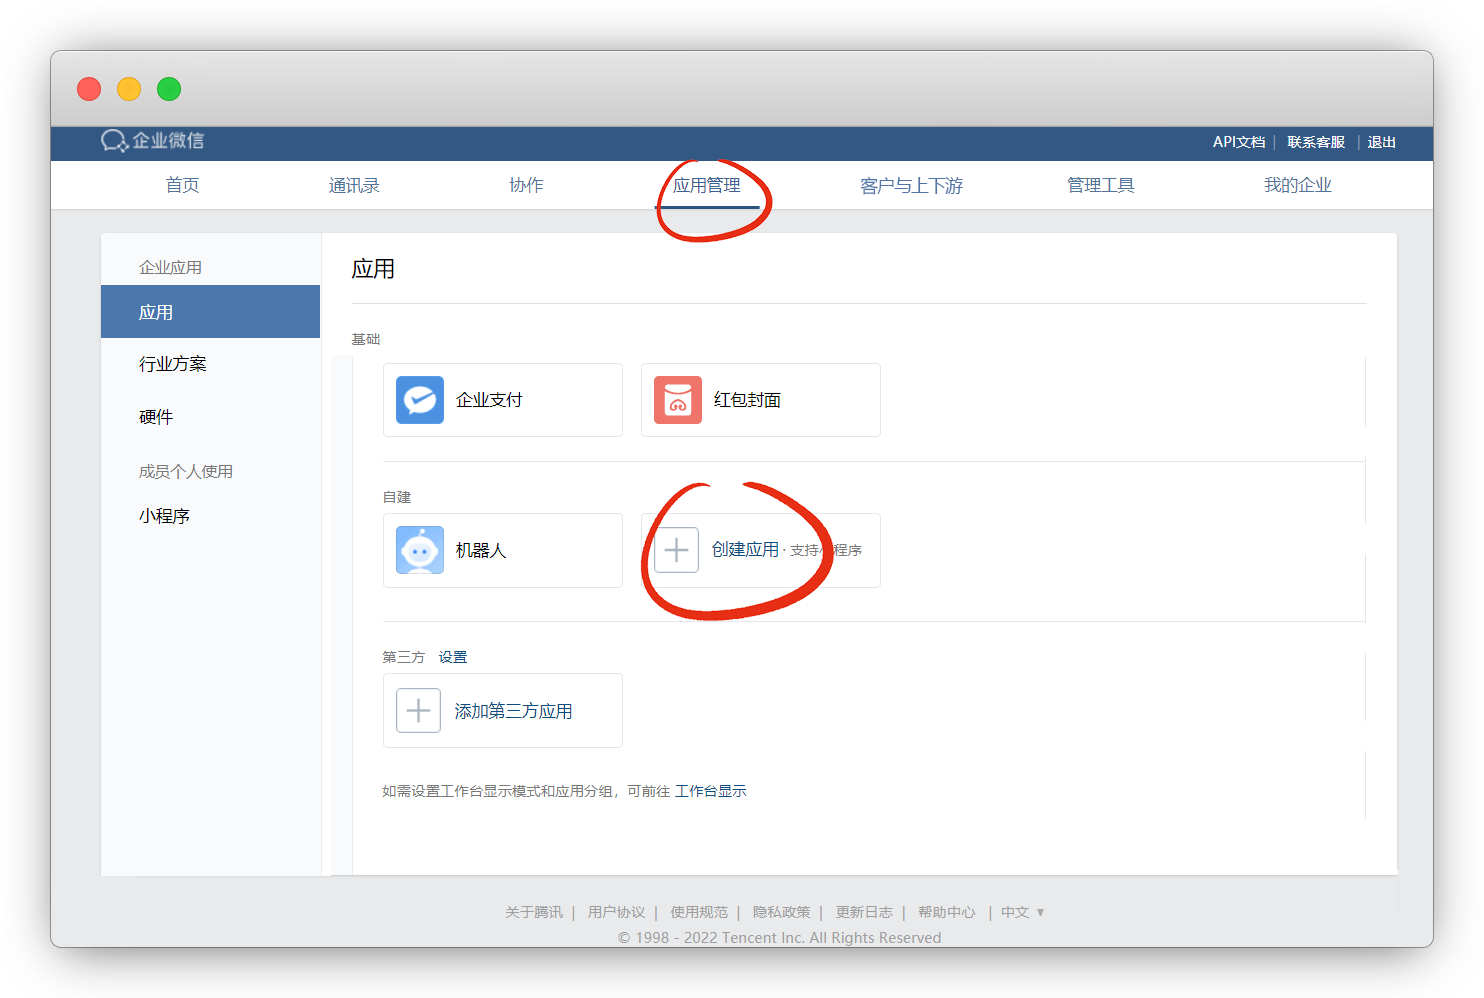 企业微信
API文档 | 联系客服 | 退出
首页 通讯录 协作 应用管理 客户与上下游 管理工具 我的企业
企业应用
应用
行业方案
硬件
成员个人使用
小程序
应用
基础
企业支付 红包封面
自建
机器人 创建应用 · 支持小程序
第三方 设置
添加第三方应用
如需设置工作台显示模式和应用分组，可前往 工作台显示
关于腾讯 | 用户协议 | 使用规范 | 隐私政策 | 更新日志 | 帮助中心 | 中文 ▼
© 1998 - 2022 Tencent Inc. All Rights Reserved